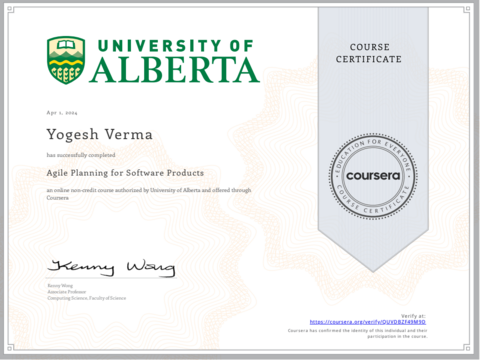 UNIVERSITY OF
ALBERTA
COURSE
CERTIFICATE
Apr 1, 2024
Yogesh Verma
has successfully completed
Agile Planning for Software Products
an online non-credit course authorized by University of Alberta and offered through
Coursera
EDUCATION FOR EVERYONE
coursera
COURSE CERTIFICATE
Kenny Wong
Kenny Wong
Associate Professor
Computing Science, Faculty of Science
Verify at:
https://coursera.org/verify/QUVDBZF49M9D
Coursera has confirmed the identity of this individual and their
participation in the course.